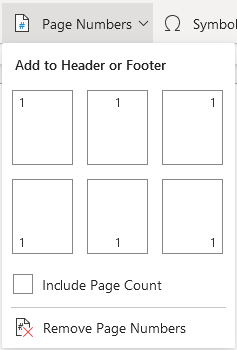 Page Numbers
Symbol
Add to Header or Footer
1 1 1
1 1 1
Include Page Count
Remove Page Numbers